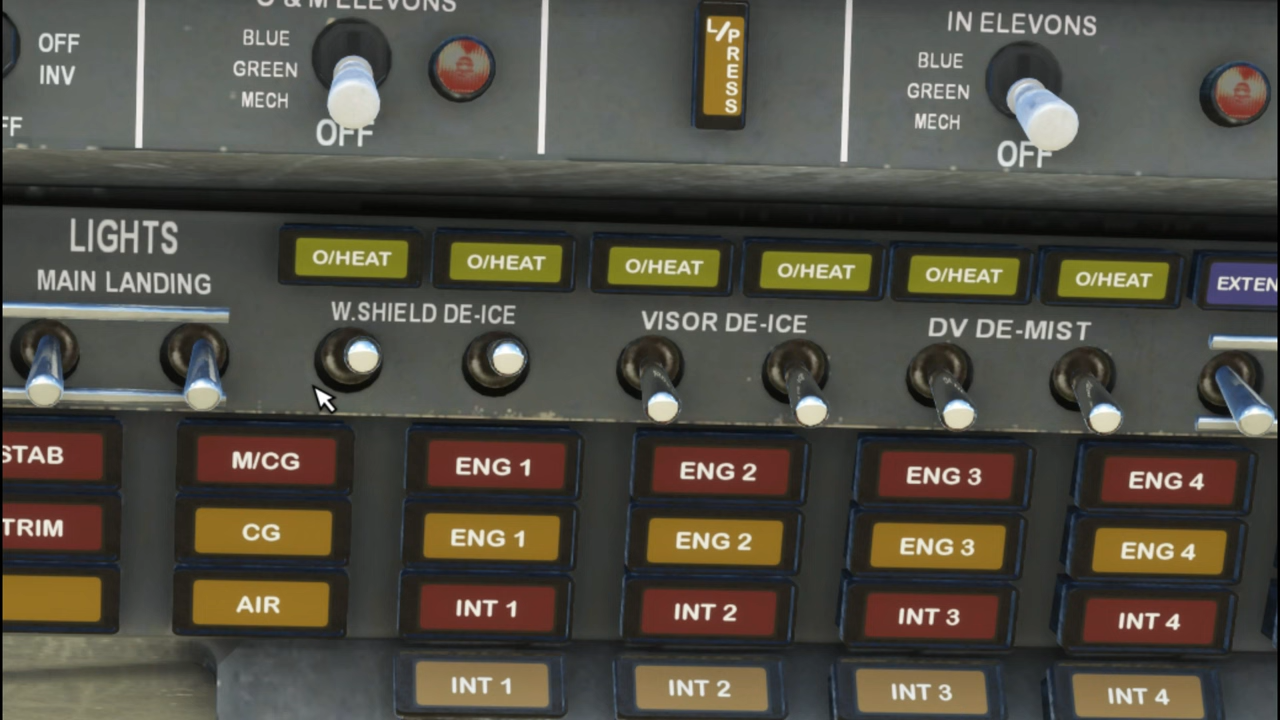 O & M ELEVONS
IN ELEVONS
OFF
INV
BLUE
GREEN
MECH
OFF
L/PRESS
BLUE
GREEN
MECH
OFF
LIGHTS
MAIN LANDING
O/HEAT
O/HEAT
O/HEAT
O/HEAT
O/HEAT
O/HEAT
W.SHIELD DE-ICE
VISOR DE-ICE
DV DE-MIST
STAB
M/CG
ENG 1
ENG 2
ENG 3
ENG 4
TRIM
CG
ENG 1
ENG 2
ENG 3
ENG 4
AIR
INT 1
INT 2
INT 3
INT 4
INT 1
INT 2
INT 3
INT 4